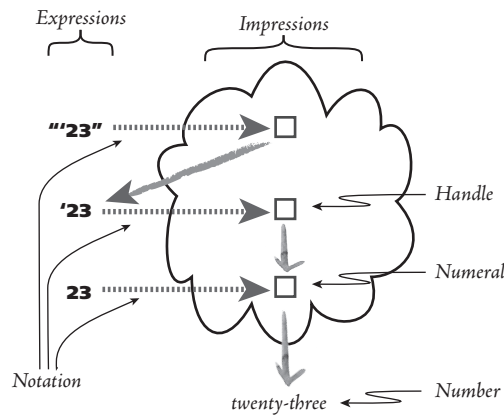 Expressions
Impressions
"‘23"
‘23
Handle
23
Numeral
Notation
twenty-three
Number